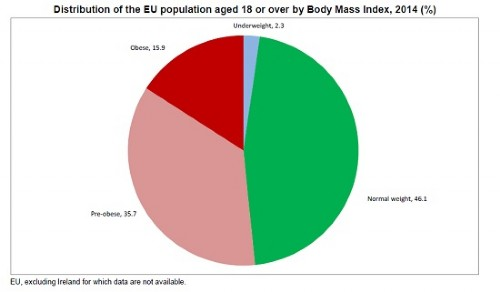 Distribution of the EU population aged 18 or over by Body Mass Index, 2014 (%)
Underweight, 2.3
Obese, 15.9
Normal weight, 46.1
Pre-obese, 35.7
EU, excluding Ireland for which data are not available.